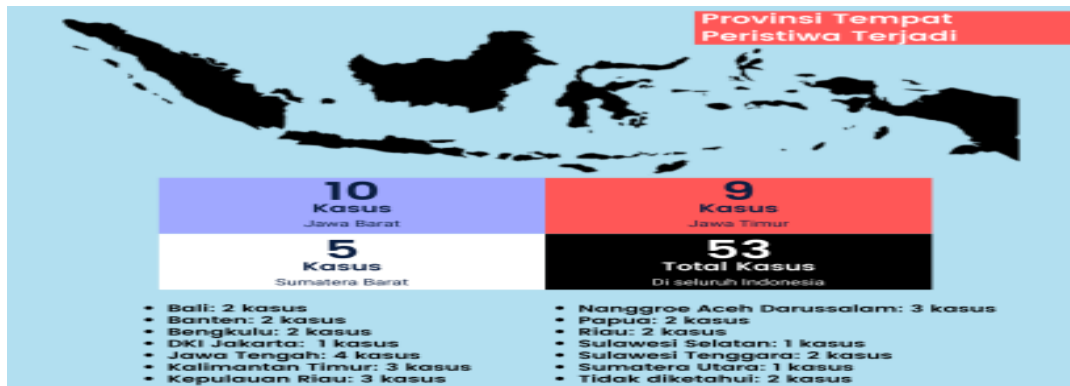 Provinsi Tempat
Peristiwa Terjadi
10
Kasus
Jawa Barat
9
Kasus
Jawa Timur
5
Kasus
Sumatera Barat
53
Total Kasus
Di seluruh Indonesia
• Bali: 2 kasus
• Banten: 2 kasus
• Bengkulu: 2 kasus
• DKI Jakarta: 1 kasus
• Jawa Tengah: 4 kasus
• Kalimantan Timur: 3 kasus
• Kepulauan Riau: 3 kasus
• Nanggroe Aceh Darussalam: 3 kasus
• Papua: 2 kasus
• Riau: 2 kasus
• Sulawesi Selatan: 1 kasus
• Sulawesi Tenggara: 2 kasus
• Sumatera Utara: 1 kasus
• Tidak diketahui: 2 kasus